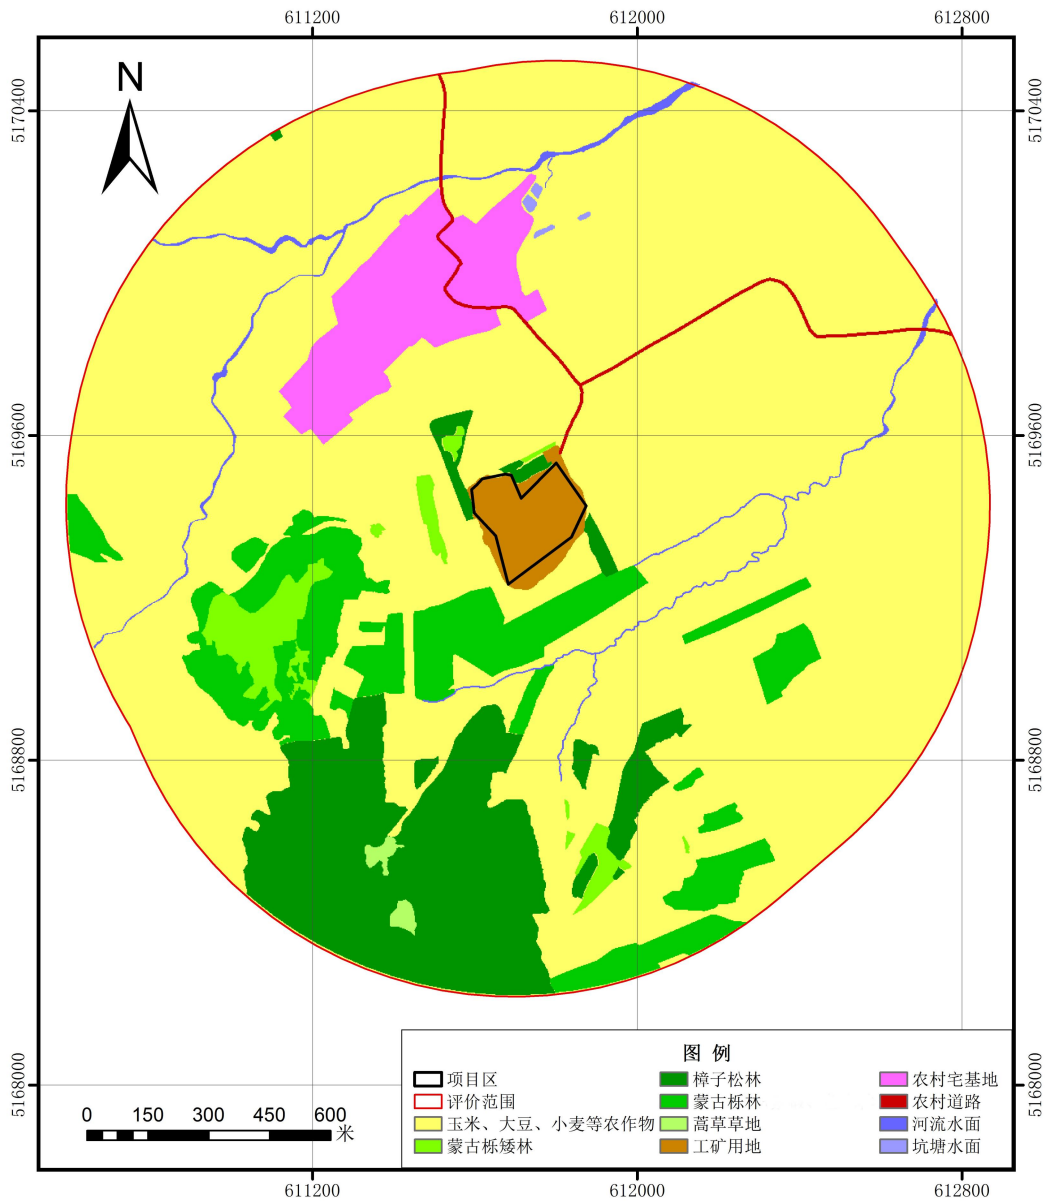 611200 612000 612800
N
5170400 5170400
5169600 5169600
5168800 5168800
5168000 5168000
图 例
项目区 樟子松林 农村宅基地
评价范围 蒙古栎林 农村道路
玉米、大豆、小麦等农作物 蒿草草地 河流水面
蒙古栎矮林 工矿用地 坑塘水面
0 150 300 450 600
米
611200 612000 612800